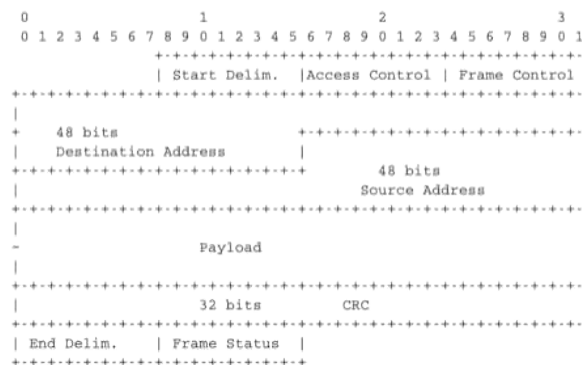 0                   1                   2                   3
0 1 2 3 4 5 6 7 8 9 0 1 2 3 4 5 6 7 8 9 0 1 2 3 4 5 6 7 8 9 0 1
| Start Delim. |Access Control | Frame Control
48 bits
Destination Address
48 bits
Source Address
Payload
32 bits CRC
| End Delim. | Frame Status |